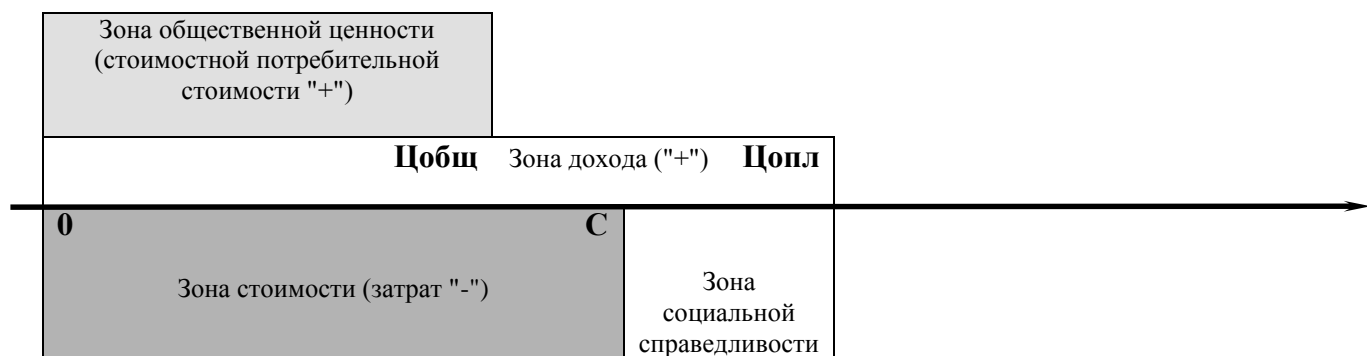 Зона общественной ценности
(стоимостной потребительной
стоимости "+")
Цобщ Зона дохода ("+") Цопл
0 С
Зона стоимости (затрат "-")
Зона
социальной
справедливости